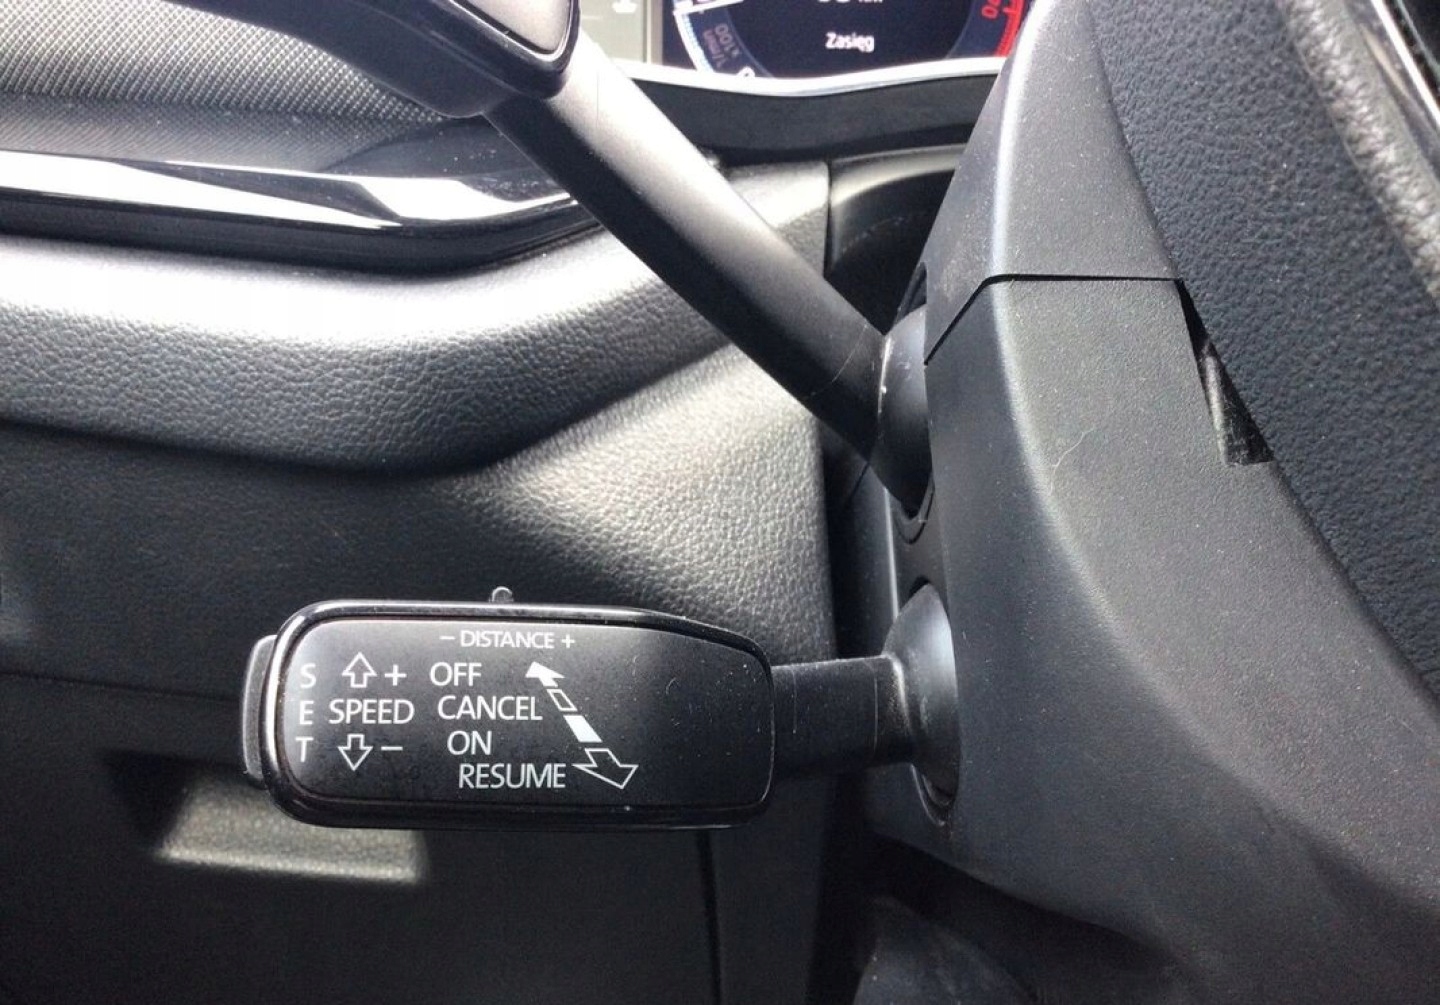 Zasięg
– DISTANCE +
S + OFF
E SPEED CANCEL
T – ON
RESUME